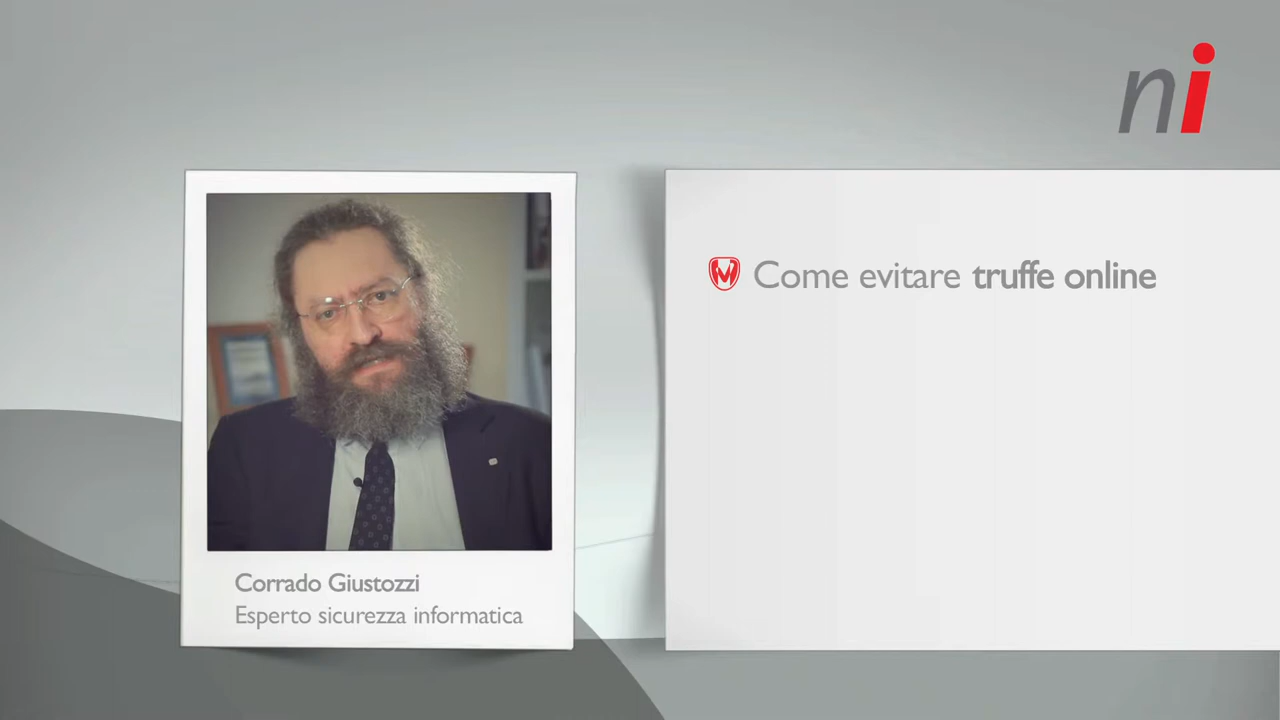 ni
Come evitare truffe online
Corrado Giustozzi
Esperto sicurezza informatica